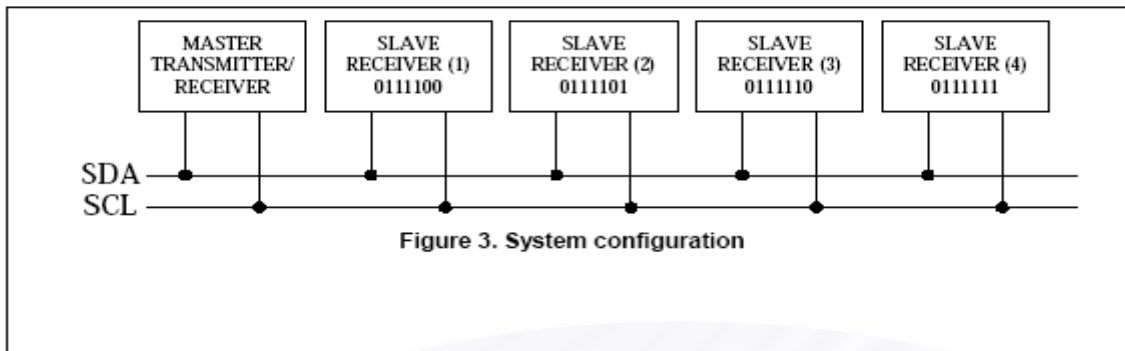 MASTER
TRANSMITTER/
RECEIVER
SLAVE
RECEIVER (1)
0111100
SLAVE
RECEIVER (2)
0111101
SLAVE
RECEIVER (3)
0111110
SLAVE
RECEIVER (4)
0111111
SDA
SCL
Figure 3. System configuration